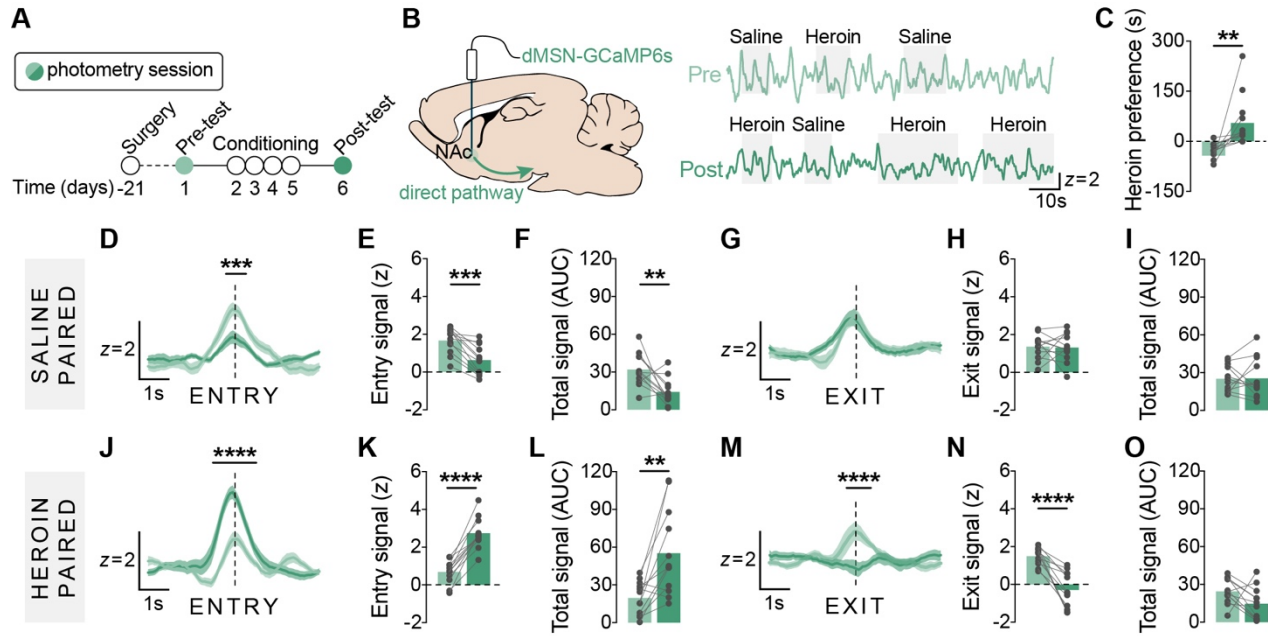 A
photometry session
Surgery
Pre-test
Conditioning
Post-test
Time (days) -21 1 2 3 4 5 6
B
dMSN-GCaMP6s
NAc
direct pathway
Saline Heroin Saline
Pre
Heroin Saline Heroin Heroin
Post
z=2
10s
C
Heroin preference (s)
**
300
150
0
-150
SALINE
PAIRED
D
***
z=2
1s
ENTRY
E
Entry signal (z)
***
6
4
2
0
-2
F
Total signal (AUC)
**
120
90
60
30
0
G
z=2
1s
EXIT
H
Exit signal (z)
6
4
2
0
-2
I
Total signal (AUC)
120
90
60
30
0
HEROIN
PAIRED
J
****
z=2
1s
ENTRY
K
Entry signal (z)
****
6
4
2
0
-2
L
Total signal (AUC)
**
120
90
60
30
0
M
****
z=2
1s
EXIT
N
Exit signal (z)
****
6
4
2
0
-2
O
Total signal (AUC)
120
90
60
30
0